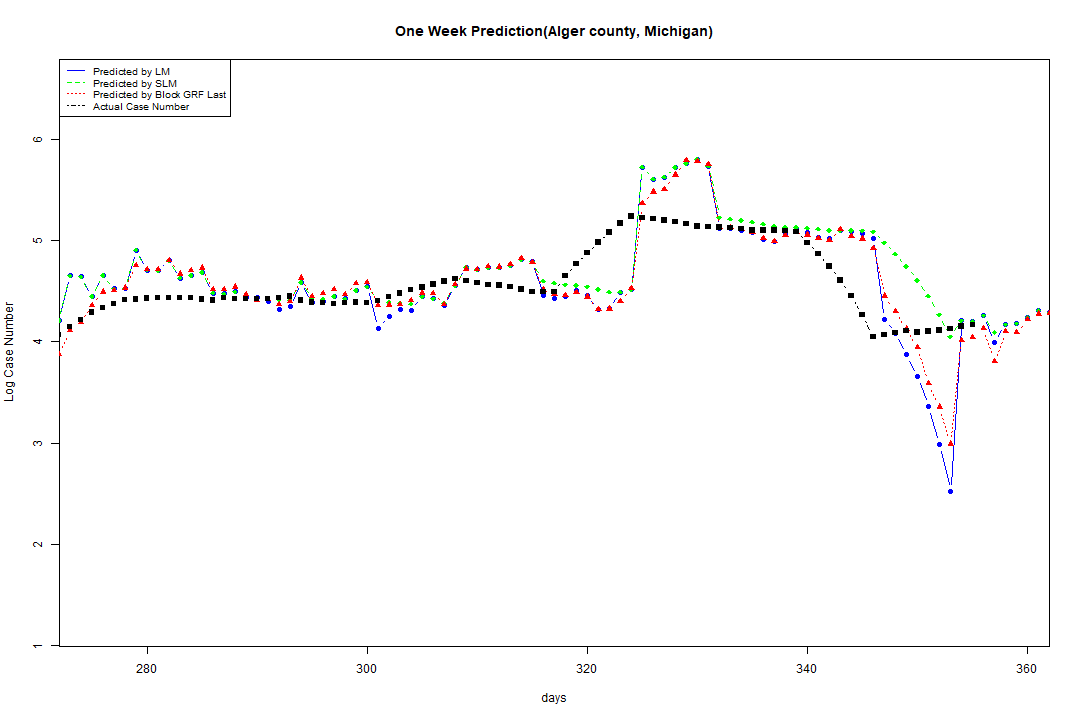 One Week Prediction(Alger county, Michigan)
Predicted by LM
Predicted by SLM
Predicted by Block GRF Last
Actual Case Number
6
5
4
3
2
1
Log Case Number
280 300 320 340 360
days